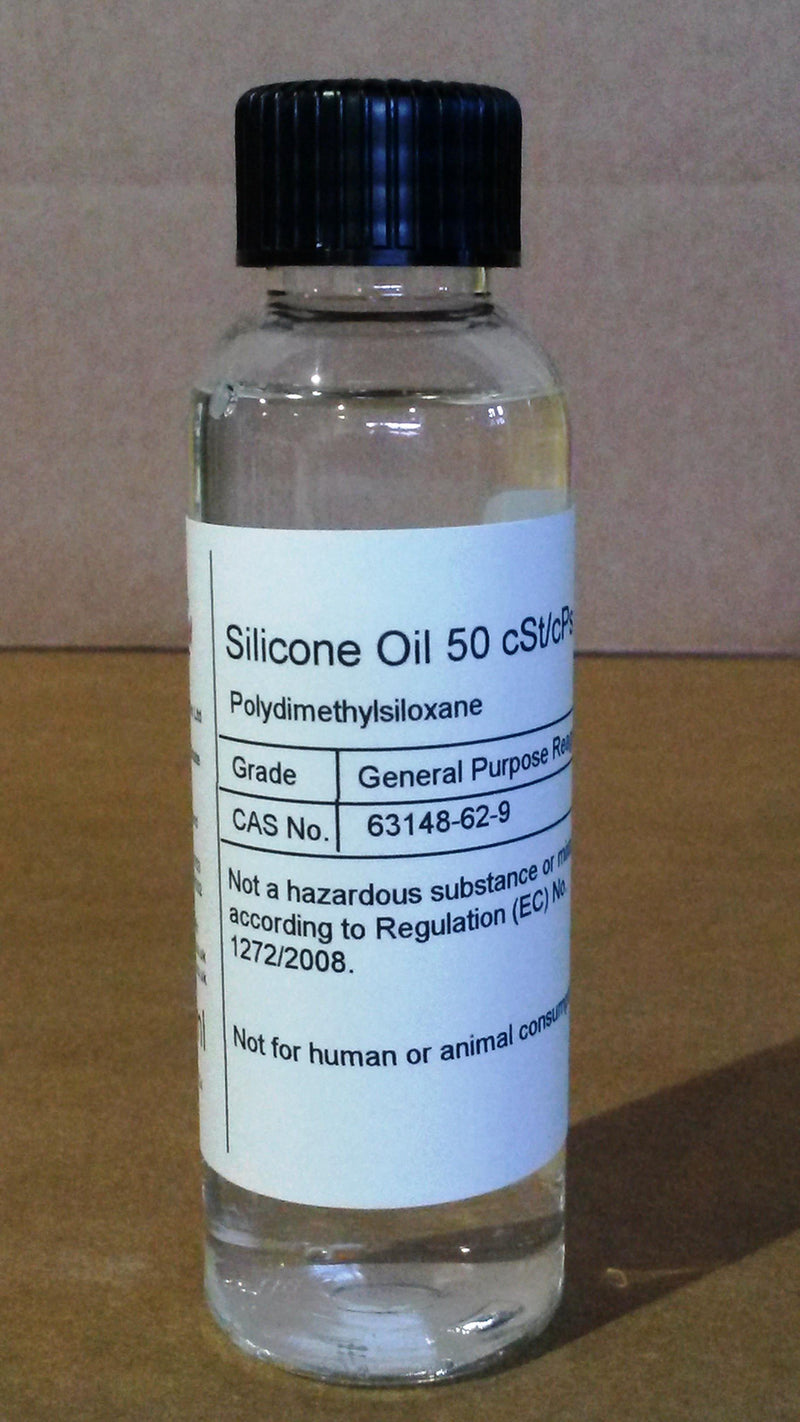 Silicone Oil 50 cSt/cPs
Polydimethylsiloxane
Grade General Purpose
CAS No. 63148-62-9
Not a hazardous substance or
according to Regulation (EC) No.
1272/2008.
Not for human or animal